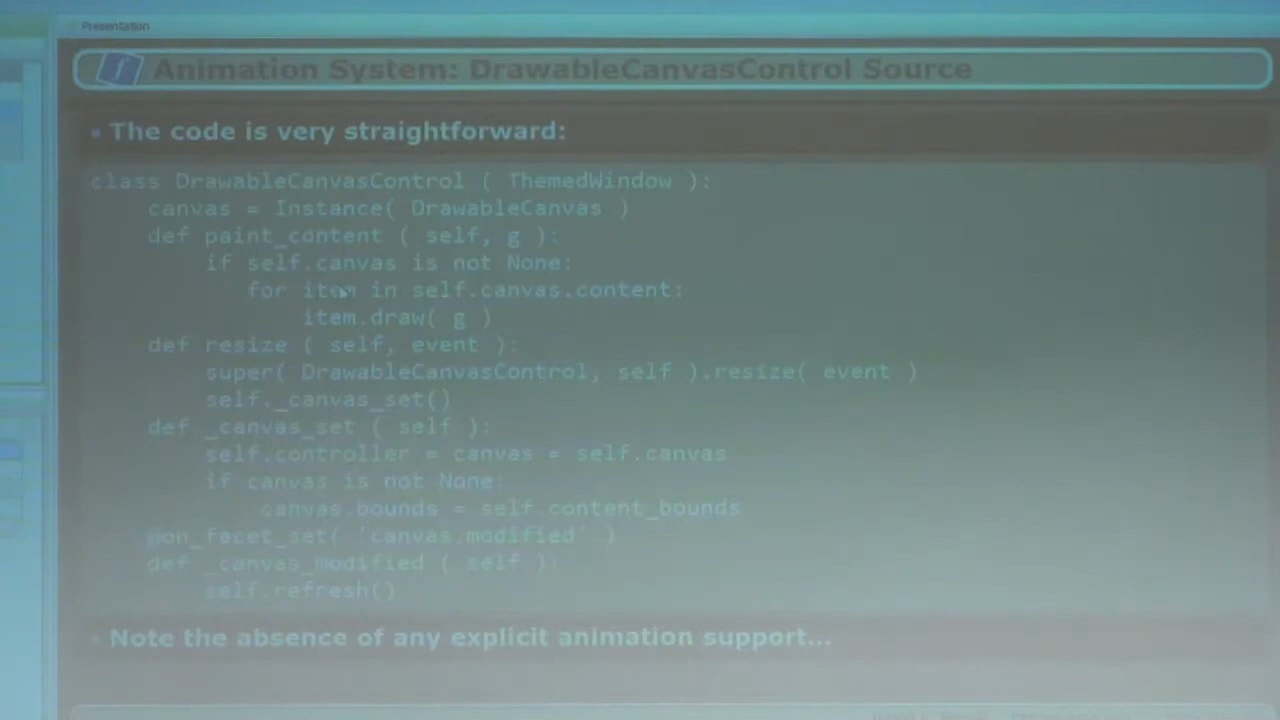 Presentation
Animation System: DrawableCanvasControl Source
• The code is very straightforward:
class DrawableCanvasControl ( ThemedWindow ):
canvas = Instance( DrawableCanvas )
def paint_content ( self, g ):
if self.canvas is not None:
for item in self.canvas.content:
item.draw( g )
def resize ( self, event ):
super( DrawableCanvasControl, self ).resize( event )
self._canvas_set()
def _canvas_set ( self ):
self.controller = canvas = self.canvas
if canvas is not None:
canvas.bounds = self.content_bounds
@on_facet_set( 'canvas.modified' )
def _canvas_modified ( self ):
self.refresh()
• Note the absence of any explicit animation support...